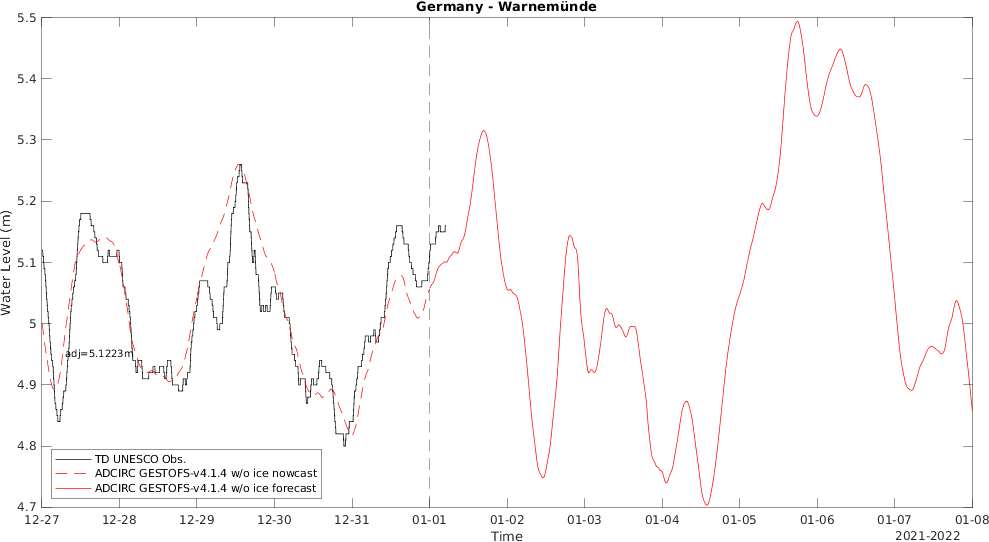 Germany - Warnemünde
5.5
5.4
5.3
5.2
5.1
5
4.9
4.8
4.7
Water Level (m)
adj=5.1223m
TD UNESCO Obs.
ADCIRC GESTOFS-v4.1.4 w/o ice nowcast
ADCIRC GESTOFS-v4.1.4 w/o ice forecast
12-27 12-28 12-29 12-30 12-31 01-01 01-02 01-03 01-04 01-05 01-06 01-07 01-08
Time
2021-2022